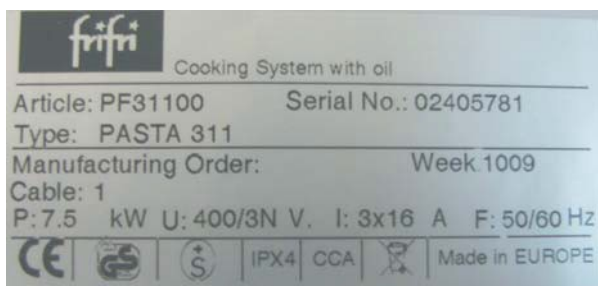 frifri
Cooking System with oil
Article: PF31100 Serial No.: 02405781
Type: PASTA 311
Manufacturing Order: Week 1009
Cable: 1
P: 7.5 kW U: 400/3N V. I: 3x16 A F: 50/60 Hz
CE GS S IPX4 CCA Made in EUROPE